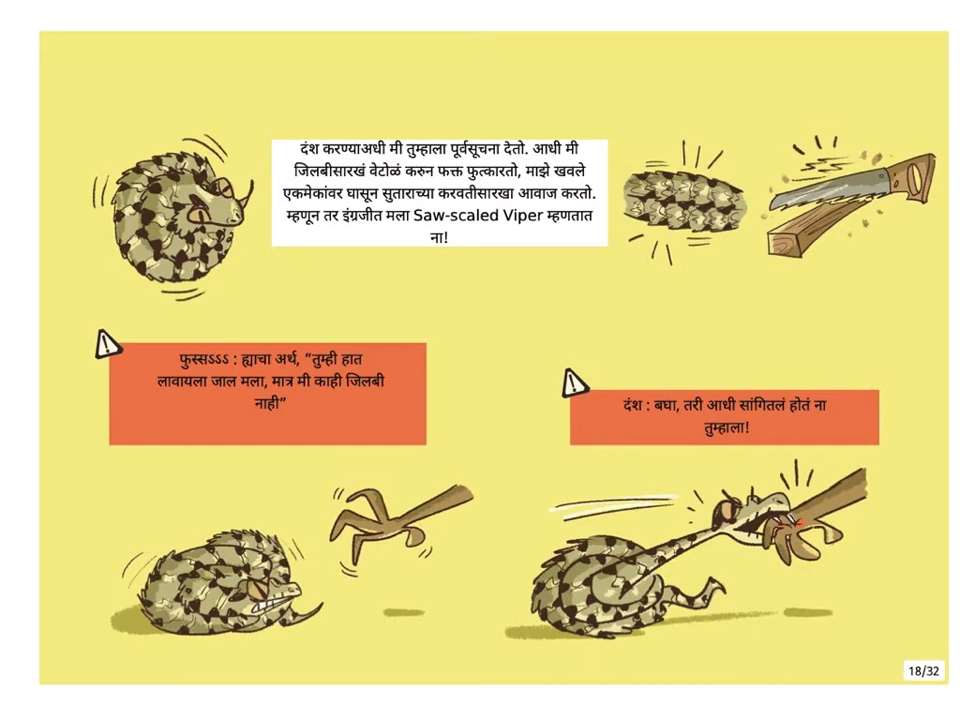 दंश करण्याअधी मी तुम्हाला पूर्वसूचना देतो. आधी मी
जिलबीसारखं वेटोळं करुन फक्त फुत्कारतो, माझे खवले
एकमेकांवर घासून सुताराच्या करवतीसारखा आवाज करतो.
म्हणून तर इंग्रजीत मला Saw-scaled Viper म्हणतात
ना!
फुस्सऽऽऽ : ह्याचा अर्थ, “तुम्ही हात
लावायला जाल मला, मात्र मी काही जिलबी
नाही”
दंश : बघा, तरी आधी सांगितलं होतं ना
तुम्हाला!
18/32